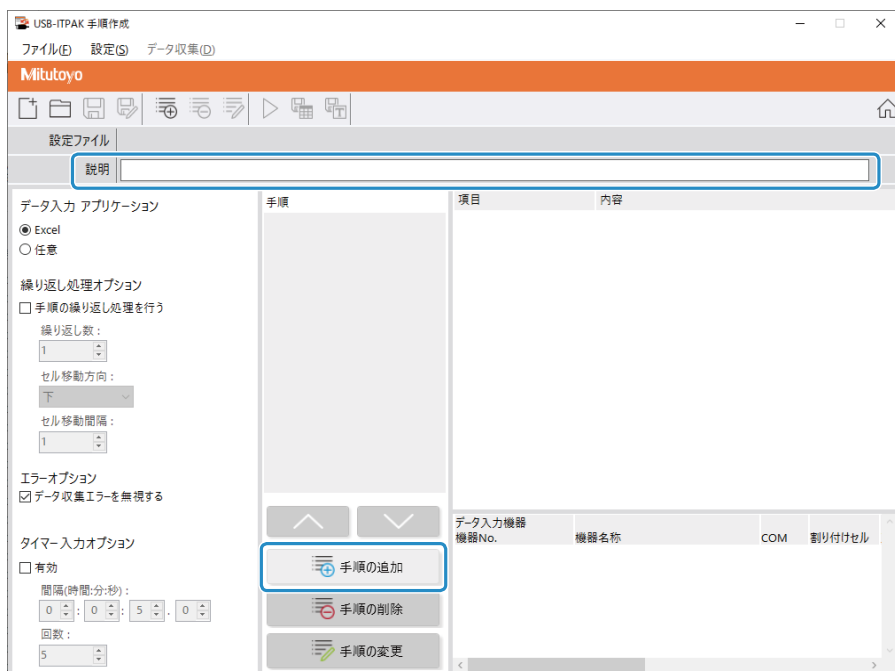 USB-ITPAK 手順作成
ファイル(F) 設定(S) データ収集(D)
Mitutoyo
設定ファイル
説明
データ入力 アプリケーション
Excel
任意
繰り返し処理オプション
手順の繰り返し処理を行う
繰り返し数 :
1
セル移動方向 :
下
セル移動間隔 :
1
エラーオプション
データ収集エラーを無視する
タイマー入力オプション
有効
間隔(時間:分:秒) :
0 : 0 : 5 . 0
回数 :
5
手順
手順の追加
手順の削除
手順の変更
項目 内容
データ入力機器
機器No. 機器名称 COM 割り付けセル